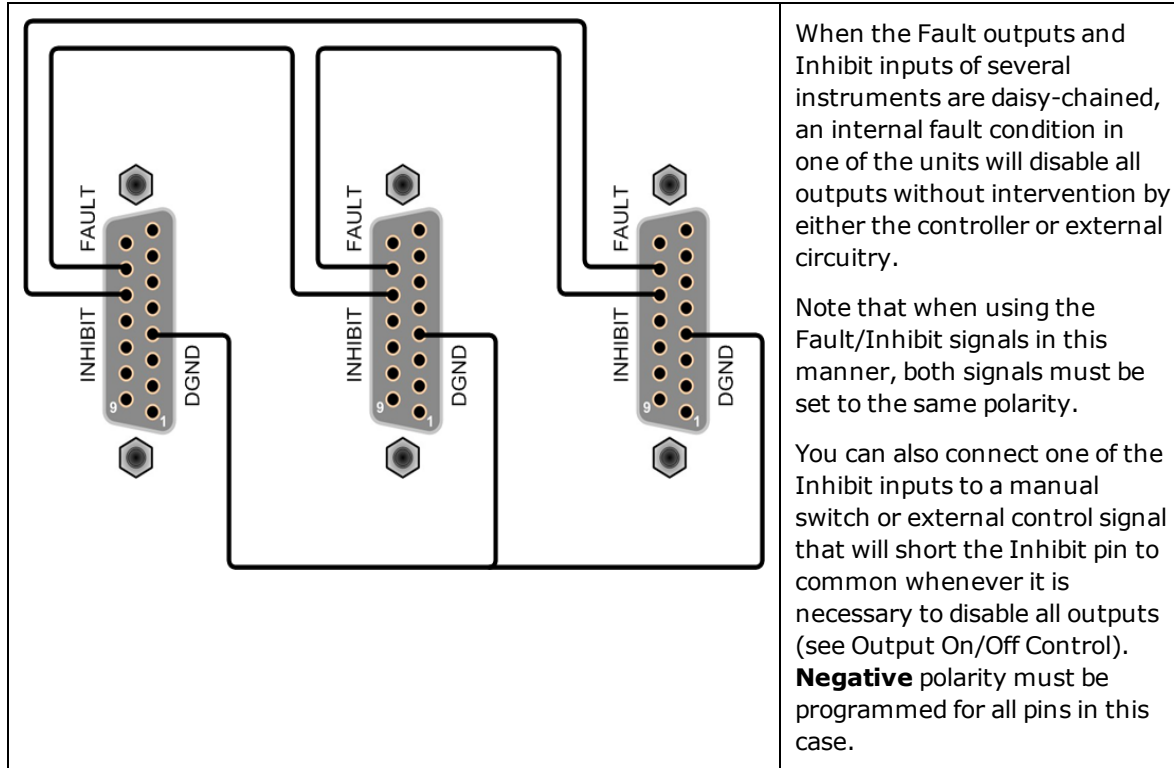 FAULT
INHIBIT
DGND
9
1
FAULT
INHIBIT
DGND
9
1
FAULT
INHIBIT
DGND
9
1
When the Fault outputs and
Inhibit inputs of several
instruments are daisy-chained,
an internal fault condition in
one of the units will disable all
outputs without intervention by
either the controller or external
circuitry.
Note that when using the
Fault/Inhibit signals in this
manner, both signals must be
set to the same polarity.
You can also connect one of the
Inhibit inputs to a manual
switch or external control signal
that will short the Inhibit pin to
common whenever it is
necessary to disable all outputs
(see Output On/Off Control).
Negative polarity must be
programmed for all pins in this
case.